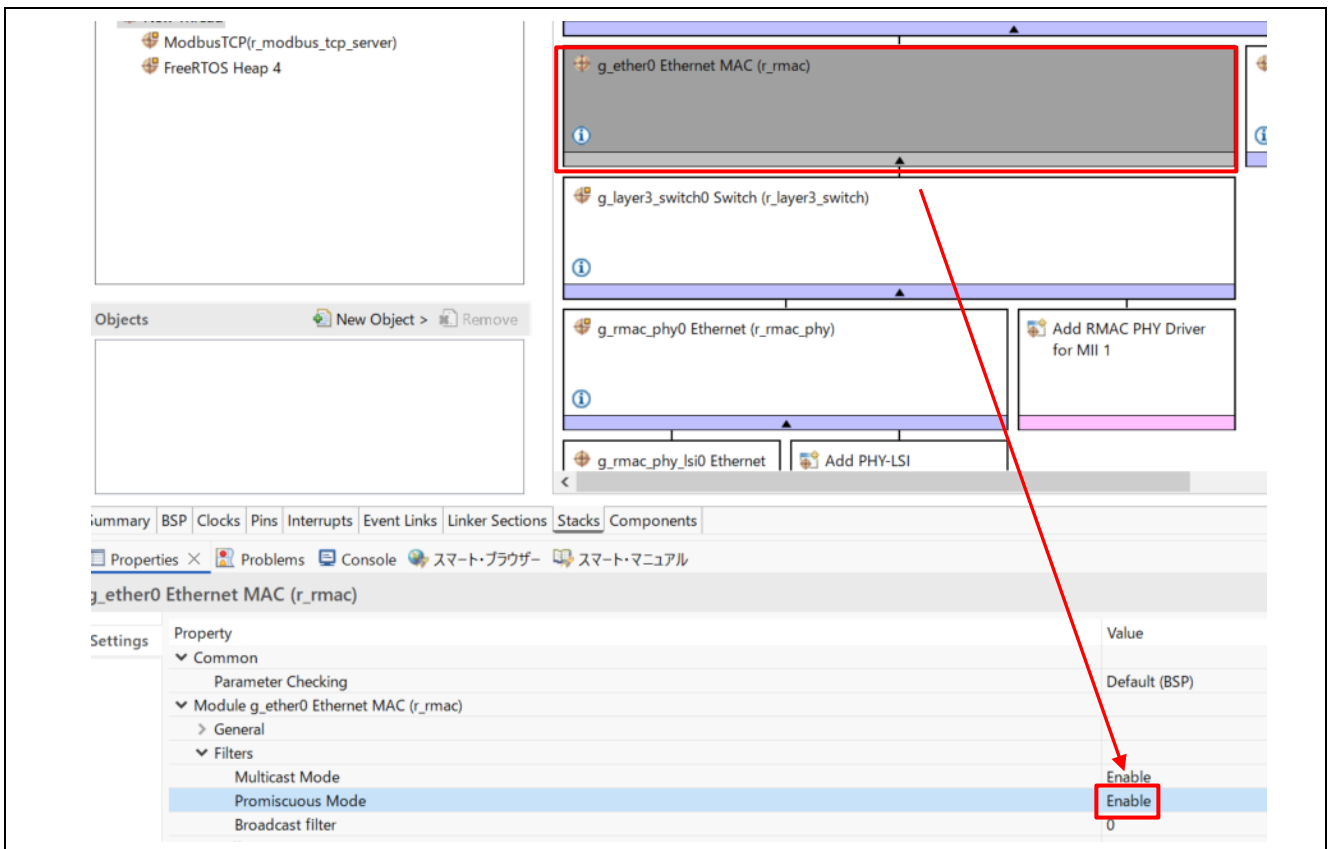 New Thread
ModbusTCP(r_modbus_tcp_server)
FreeRTOS Heap 4
g_ether0 Ethernet MAC (r_rmac)
g_layer3_switch0 Switch (r_layer3_switch)
Objects
New Object >
Remove
g_rmac_phy0 Ethernet (r_rmac_phy)
Add RMAC PHY Driver
for MII 1
g_rmac_phy_lsi0 Ethernet
Add PHY-LSI
Summary BSP Clocks Pins Interrupts Event Links Linker Sections Stacks Components
Properties Problems Console スマート・ブラウザー スマート・マニュアル
g_ether0 Ethernet MAC (r_rmac)
Settings
Property Value
Common
Parameter Checking Default (BSP)
Module g_ether0 Ethernet MAC (r_rmac)
General
Filters
Multicast Mode Enable
Promiscuous Mode Enable
Broadcast filter 0